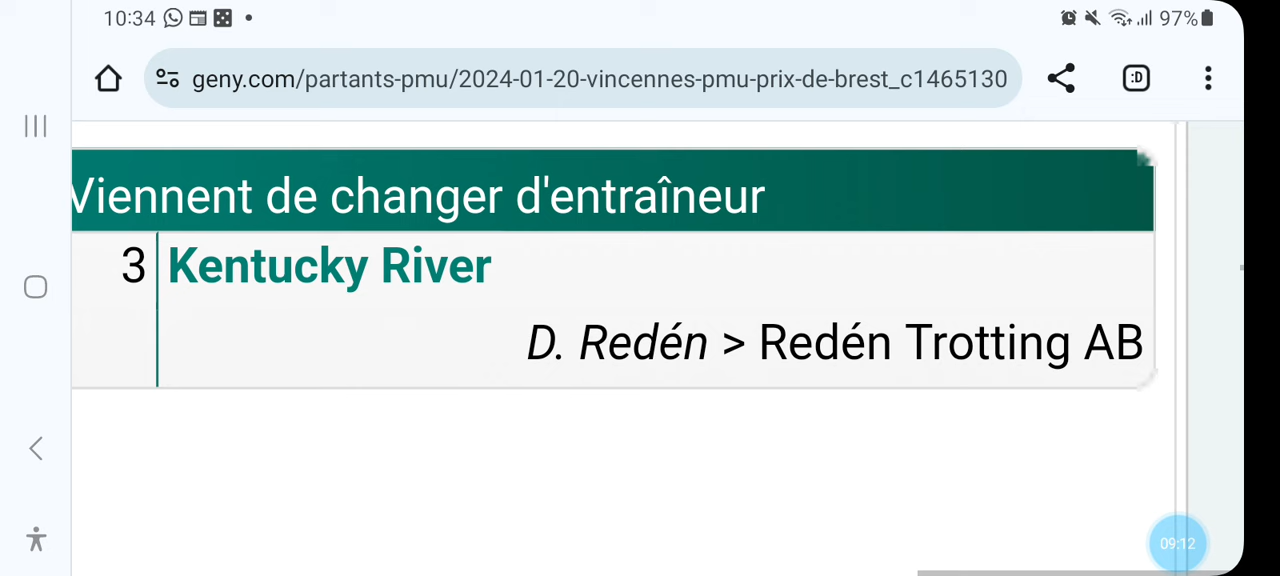 10:34 97%
geny.com/partants-pmu/2024-01-20-vincennes-pmu-prix-de-brest_c1465130
:D
Viennent de changer d'entraîneur
3 Kentucky River
D. Redén > Redén Trotting AB
09:12